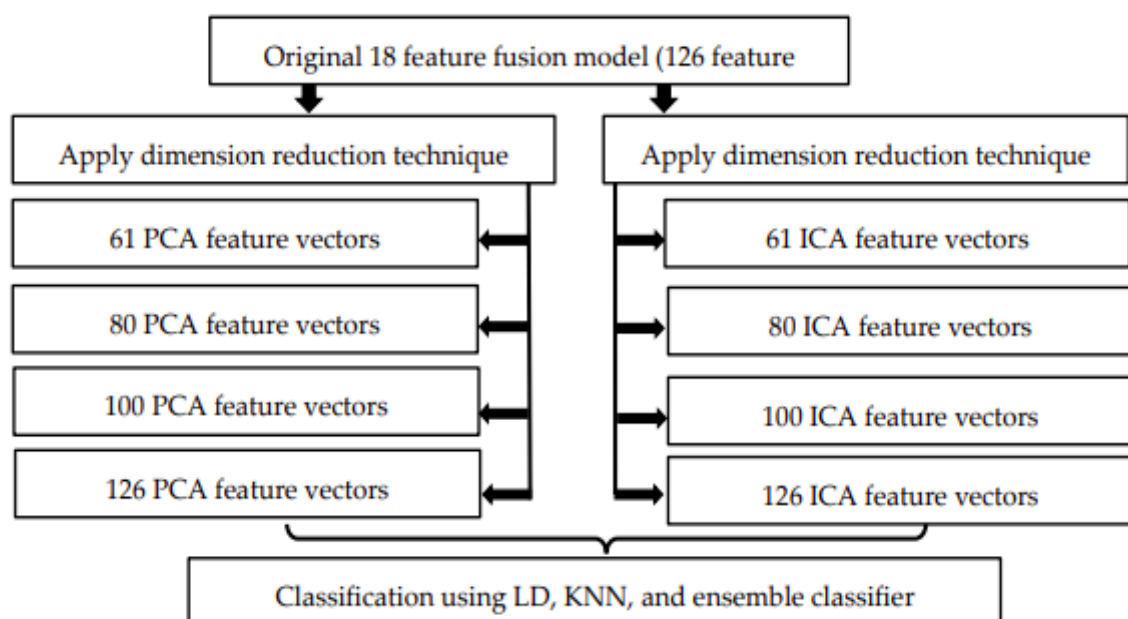 Original 18 feature fusion model (126 feature
Apply dimension reduction technique
Apply dimension reduction technique
61 PCA feature vectors
61 ICA feature vectors
80 PCA feature vectors
80 ICA feature vectors
100 PCA feature vectors
100 ICA feature vectors
126 PCA feature vectors
126 ICA feature vectors
Classification using LD, KNN, and ensemble classifier